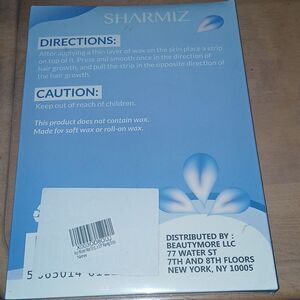 SHARMIZ
DIRECTIONS:
After applying a thin layer of wax on the skin place a strip
on top of it. Press and smooth once in the direction of
hair growth, and pull the strip in the opposite direction of
the hair growth.
CAUTION:
Keep out of reach of children.
This product does not contain wax.
Made for soft wax or roll-on wax.
New
DISTRIBUTED BY :
BEAUTYMORE LLC
77 WATER ST
7TH AND 8TH FLOORS
NEW YORK, NY 10005